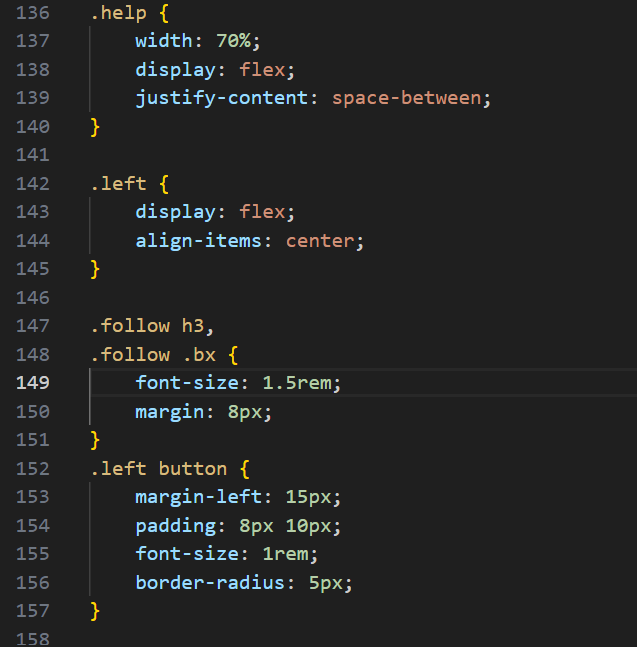 136 .help {
137     width: 70%;
138     display: flex;
139     justify-content: space-between;
140 }
141
142 .left {
143     display: flex;
144     align-items: center;
145 }
146
147 .follow h3,
148 .follow .bx {
149     font-size: 1.5rem;
150     margin: 8px;
151 }
152 .left button {
153     margin-left: 15px;
154     padding: 8px 10px;
155     font-size: 1rem;
156     border-radius: 5px;
157 }
158